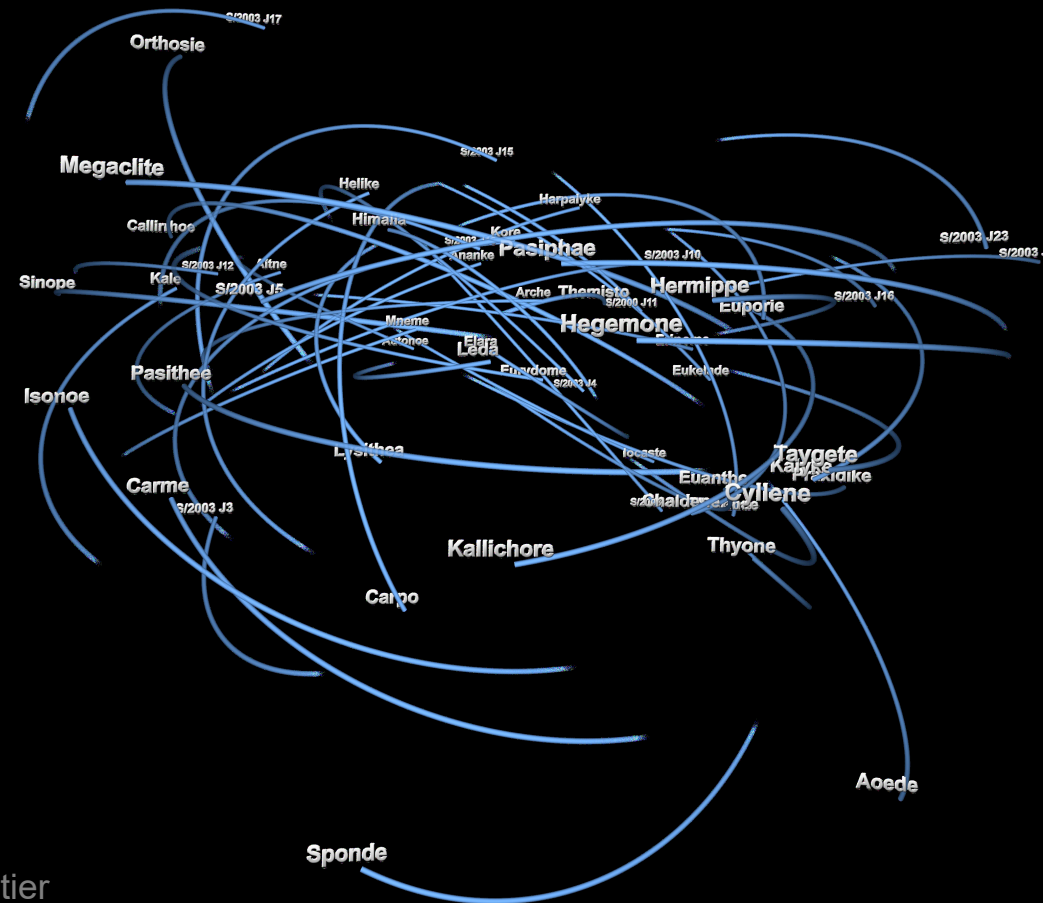 S/2003 J17
Orthosie
S/2003 J15
Megaclite
Helike
Harpalyke
Callirrhoe
Himalia
Kore
S/2003 J23
Pasiphae
S/2003 J10
Ananke
S/2003 J12
Aitne
Kale
Sinope
S/2003 J5
Arche
Themisto
Hermippe
S/2003 J16
S/2000 J11
Euporie
Mneme
Hegemone
Elara
Leda
Pasithee
Eurydome
Eukelade
S/2003 J4
Isonoe
Lysithea
Iocaste
Taygete
Kalyke
Praxidike
Euanthe
Carme
Cyllene
S/2003 J3
Thyone
Kallichore
Carpo
Aoede
Sponde
tier